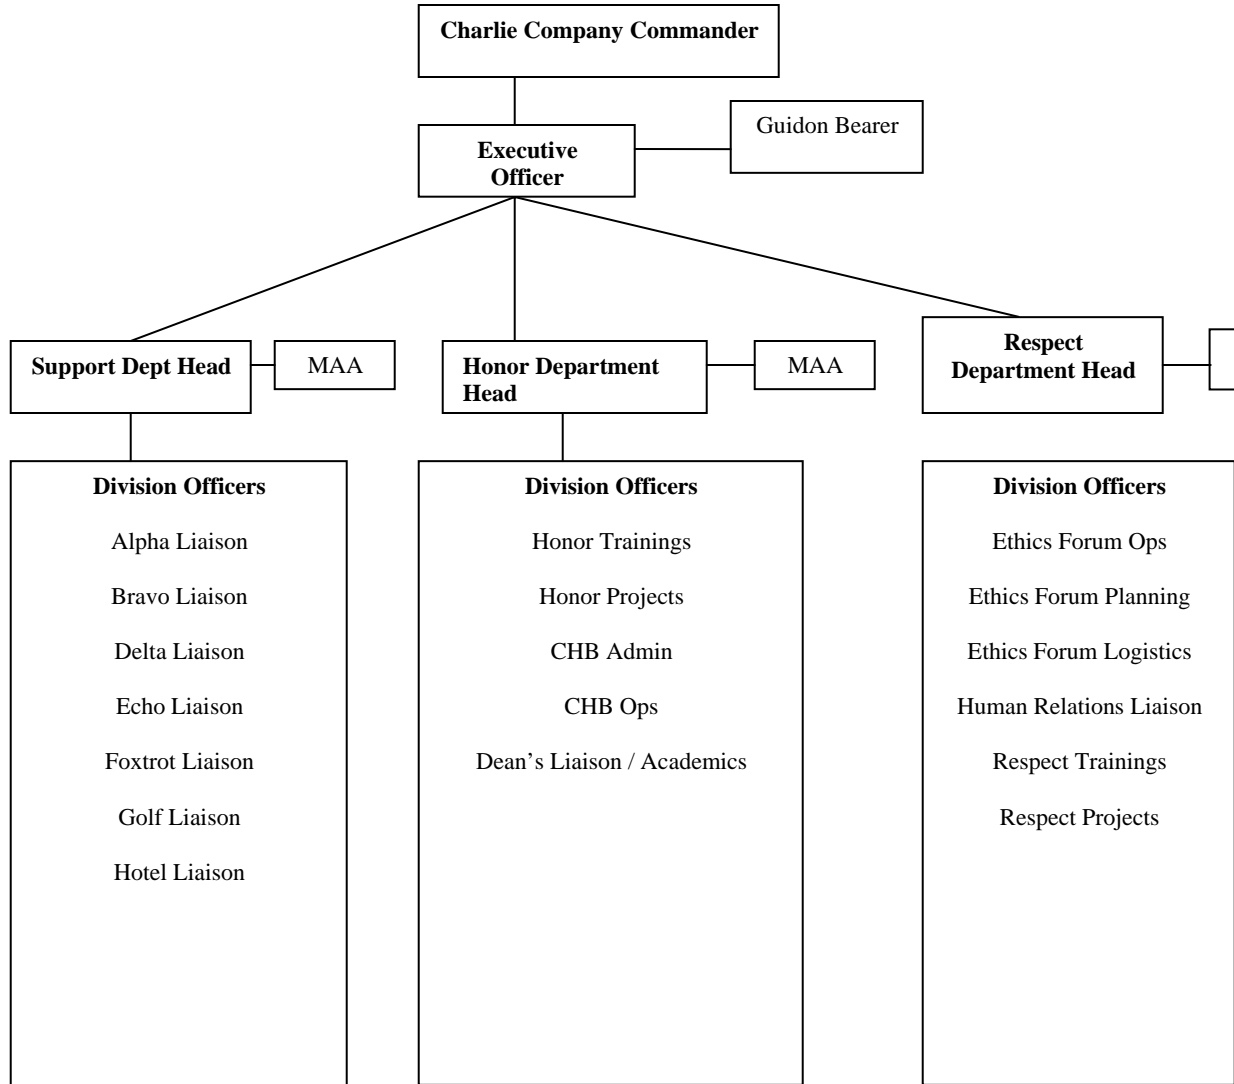 Charlie Company Commander
Guidon Bearer
Executive
Officer
Support Dept Head
MAA
Honor Department
Head
MAA
Respect
Department Head
Division Officers
Alpha Liaison
Bravo Liaison
Delta Liaison
Echo Liaison
Foxtrot Liaison
Golf Liaison
Hotel Liaison
Division Officers
Honor Trainings
Honor Projects
CHB Admin
CHB Ops
Dean’s Liaison / Academics
Division Officers
Ethics Forum Ops
Ethics Forum Planning
Ethics Forum Logistics
Human Relations Liaison
Respect Trainings
Respect Projects